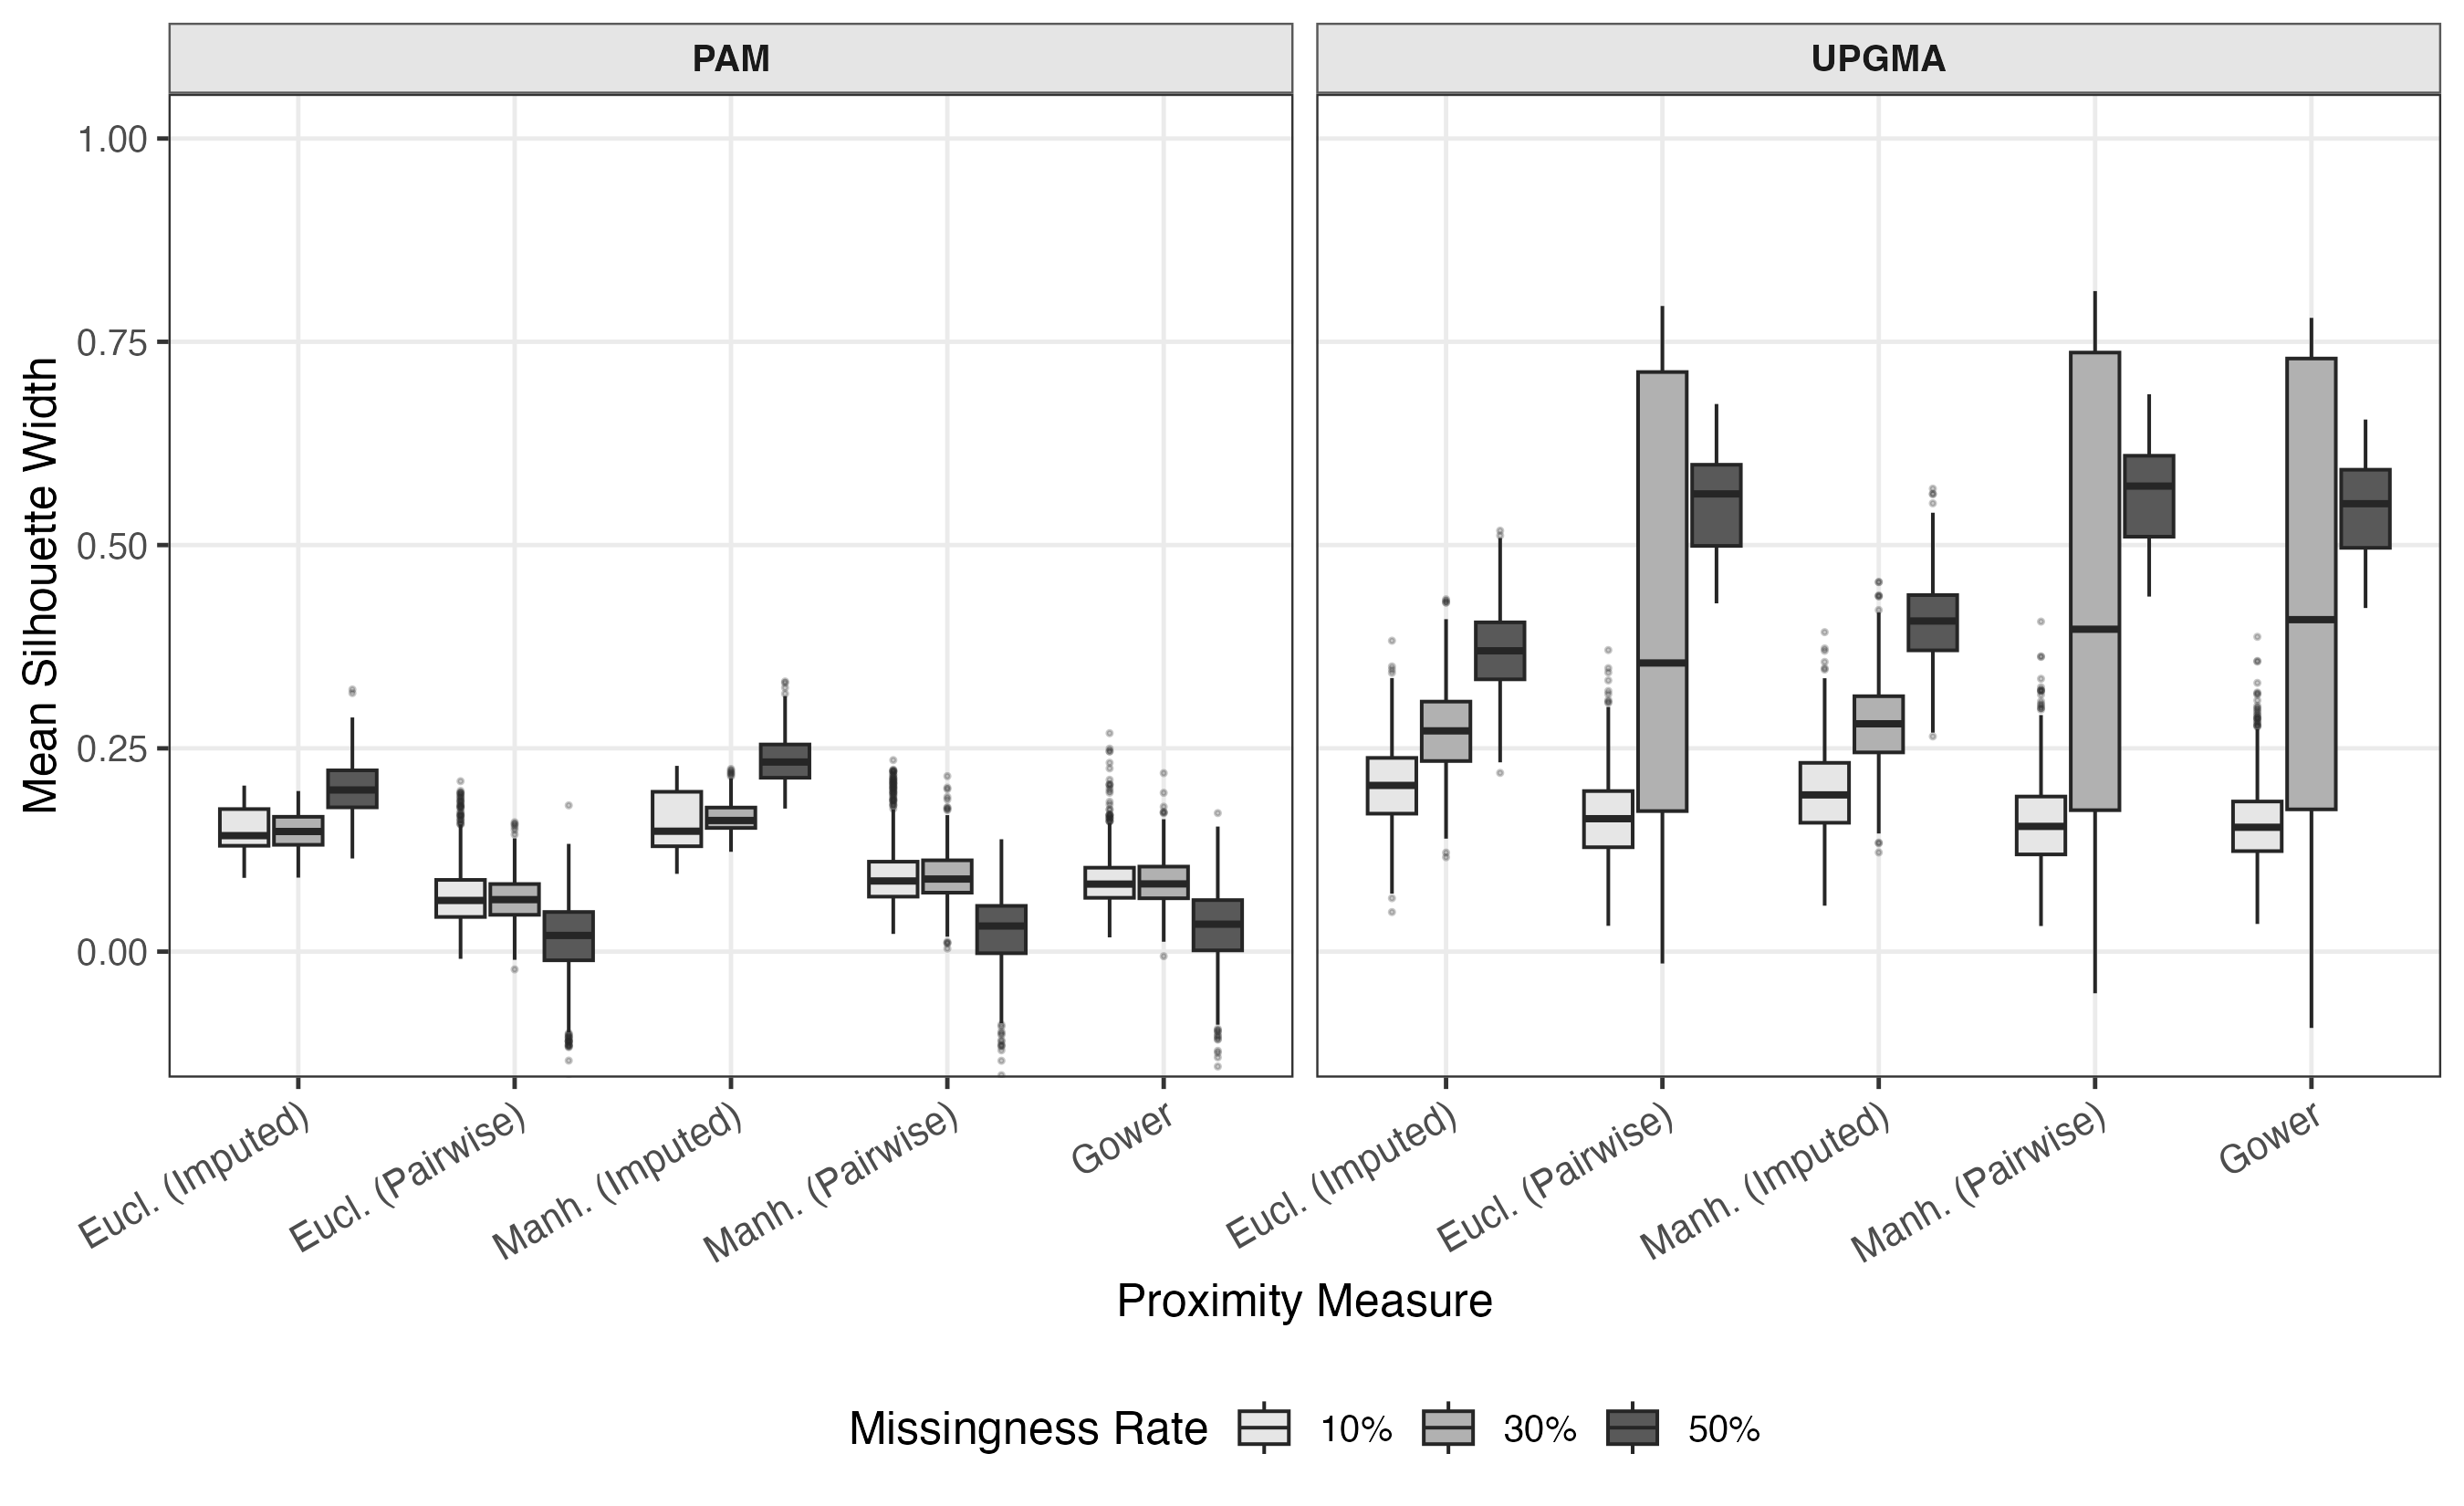 PAM
UPGMA
Mean Silhouette Width
1.00
0.75
0.50
0.25
0.00
Eucl. (Imputed)
Eucl. (Pairwise)
Manh. (Imputed)
Manh. (Pairwise)
Gower
Eucl. (Imputed)
Eucl. (Pairwise)
Manh. (Imputed)
Manh. (Pairwise)
Gower
Proximity Measure
Missingness Rate 10% 30% 50%